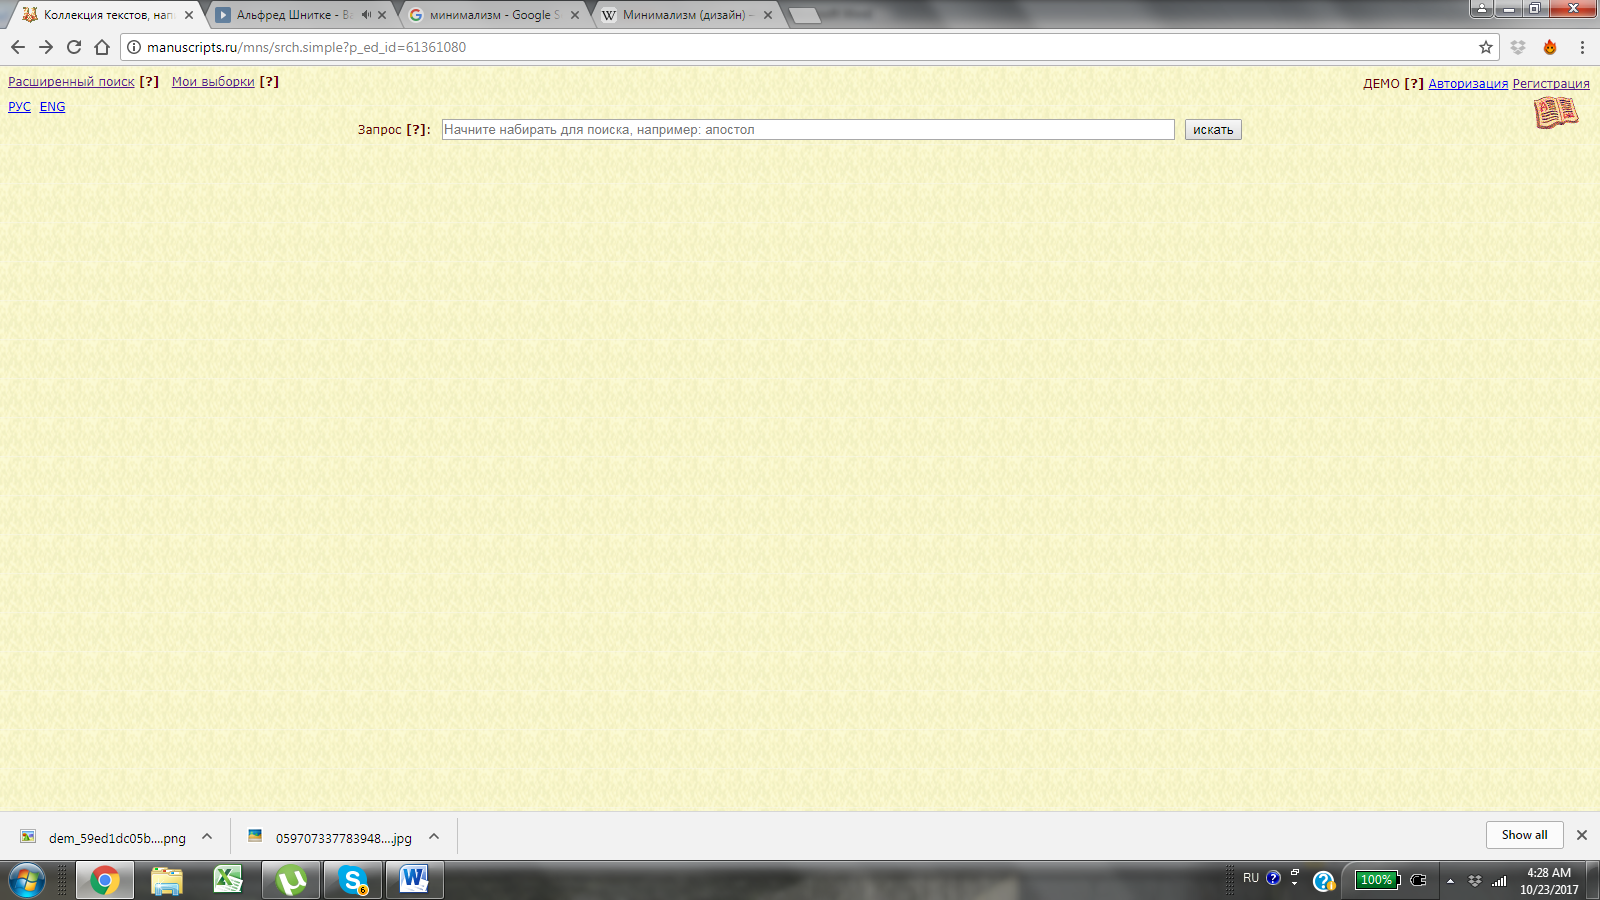 Коллекция текстов, нап
Альфред Шнитке - Ва
минимализм - Google S
Минимализм (дизайн) -
manuscripts.ru/mns/srch.simple?p_ed_id=61361080
Расширенный поиск [?] Мои выборки [?]
ДЕМО [?] Авторизация Регистрация
РУС ENG
Запрос [?]: Начните набирать для поиска, например: апостол искать
dem_59ed1dc05b....png
059707337783948....jpg
Show all
RU
100%
4:28 AM
10/23/2017
6